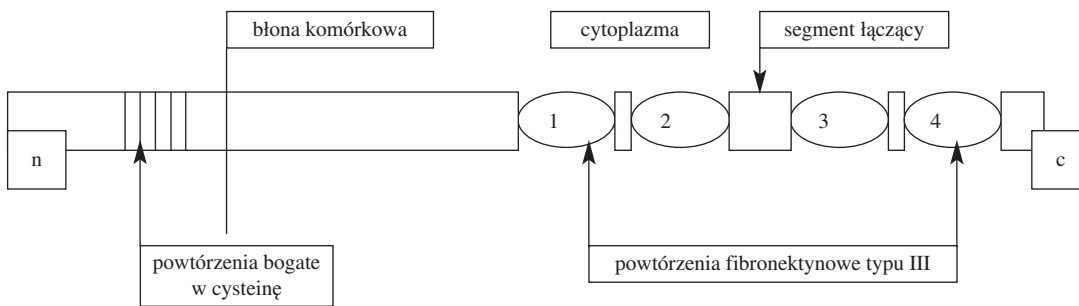 błona komórkowa
cytoplazma
segment łączący
1
2
3
4
n
c
powtórzenia bogate
w cysteinę
powtórzenia fibronektynowe typu III